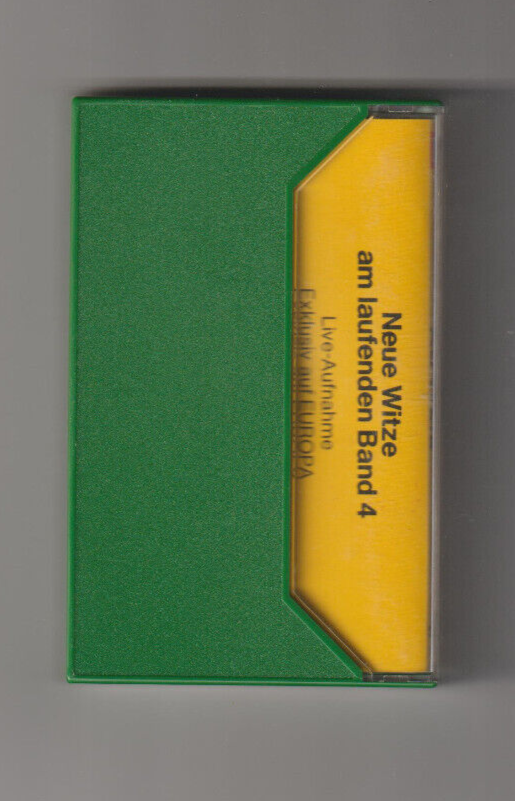 Neue Witze
am laufenden Band 4
Live-Aufnahme
Exklusiv auf EUROPA